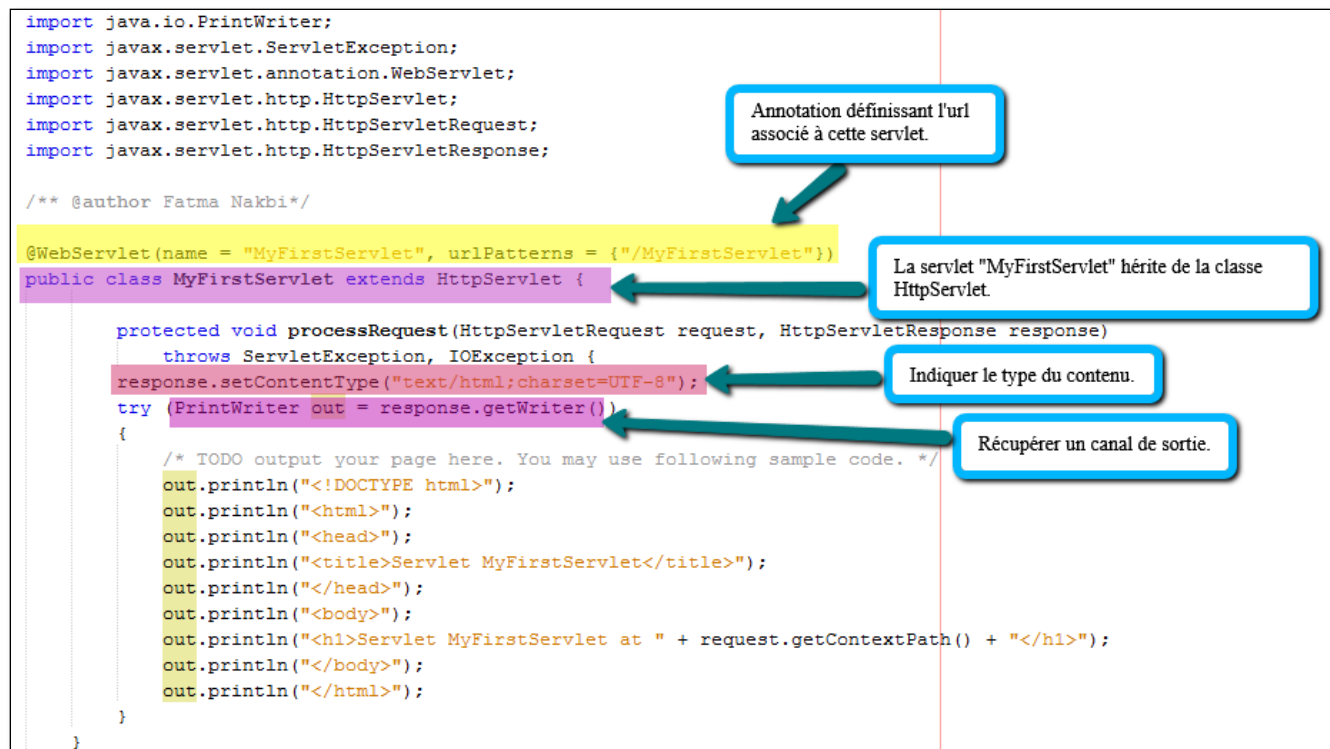 import java.io.PrintWriter;
import javax.servlet.ServletException;
import javax.servlet.annotation.WebServlet;
import javax.servlet.http.HttpServlet;
import javax.servlet.http.HttpServletRequest;
import javax.servlet.http.HttpServletResponse;
Annotation définissant l'url
associé à cette servlet.
/** @author Fatma Nakbi*/
@WebServlet(name = "MyFirstServlet", urlPatterns = {"/MyFirstServlet"})
public class MyFirstServlet extends HttpServlet {
La servlet "MyFirstServlet" hérite de la classe
HttpServlet.
protected void processRequest(HttpServletRequest request, HttpServletResponse response)
throws ServletException, IOException {
response.setContentType("text/html;charset=UTF-8");
Indiquer le type du contenu.
try (PrintWriter out = response.getWriter())
Récupérer un canal de sortie.
{
/* TODO output your page here. You may use following sample code. */
out.println("<!DOCTYPE html>");
out.println("<html>");
out.println("<head>");
out.println("<title>Servlet MyFirstServlet</title>");
out.println("</head>");
out.println("<body>");
out.println("<h1>Servlet MyFirstServlet at " + request.getContextPath() + "</h1>");
out.println("</body>");
out.println("</html>");
}
}